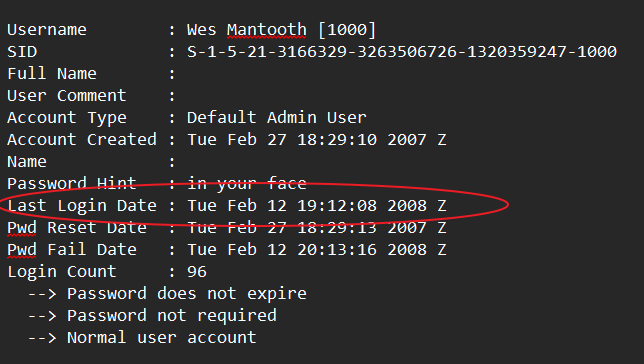 Username : Wes Mantooth [1000]
SID : S-1-5-21-3166329-3263506726-1320359247-1000
Full Name :
User Comment :
Account Type : Default Admin User
Account Created : Tue Feb 27 18:29:10 2007 Z
Name :
Password Hint : in your face
Last Login Date : Tue Feb 12 19:12:08 2008 Z
Pwd Reset Date : Tue Feb 27 18:29:13 2007 Z
Pwd Fail Date : Tue Feb 12 20:13:16 2008 Z
Login Count : 96
--> Password does not expire
--> Password not required
--> Normal user account